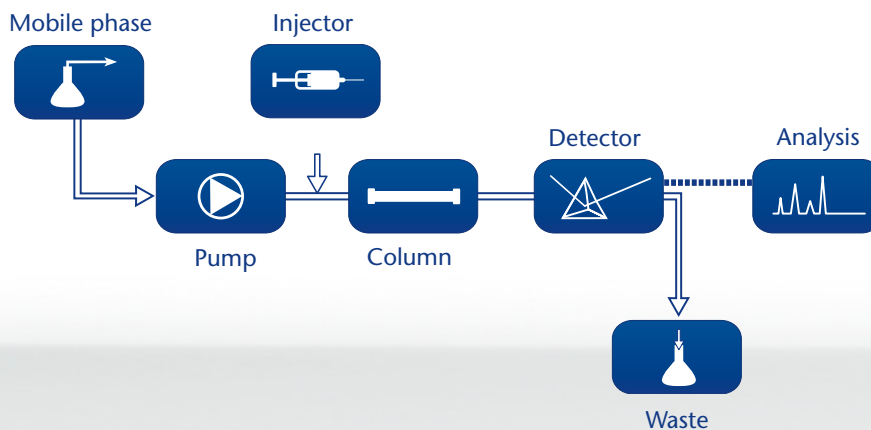 Mobile phase
Injector
Detector
Analysis
Pump
Column
Waste